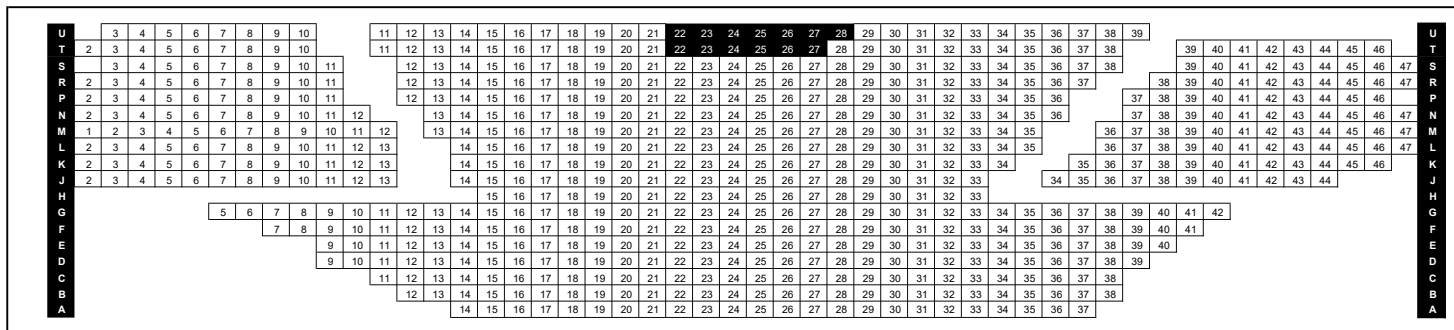 U 3 4 5 6 7 8 9 10 11 12 13 14 15 16 17 18 19 20 21 22 23 24 25 26 27 28 29 30 31 32 33 34 35 36 37 38 39 U
T 2 3 4 5 6 7 8 9 10 11 12 13 14 15 16 17 18 19 20 21 22 23 24 25 26 27 28 29 30 31 32 33 34 35 36 37 38 39 40 41 42 43 44 45 46 T
S 3 4 5 6 7 8 9 10 11 12 13 14 15 16 17 18 19 20 21 22 23 24 25 26 27 28 29 30 31 32 33 34 35 36 37 38 39 40 41 42 43 44 45 46 47 S
R 2 3 4 5 6 7 8 9 10 11 12 13 14 15 16 17 18 19 20 21 22 23 24 25 26 27 28 29 30 31 32 33 34 35 36 37 38 39 40 41 42 43 44 45 46 47 R
P 2 3 4 5 6 7 8 9 10 11 12 13 14 15 16 17 18 19 20 21 22 23 24 25 26 27 28 29 30 31 32 33 34 35 36 37 38 39 40 41 42 43 44 45 46 P
N 2 3 4 5 6 7 8 9 10 11 12 13 14 15 16 17 18 19 20 21 22 23 24 25 26 27 28 29 30 31 32 33 34 35 36 37 38 39 40 41 42 43 44 45 46 47 N
M 1 2 3 4 5 6 7 8 9 10 11 12 13 14 15 16 17 18 19 20 21 22 23 24 25 26 27 28 29 30 31 32 33 34 35 36 37 38 39 40 41 42 43 44 45 46 47 M
L 2 3 4 5 6 7 8 9 10 11 12 13 14 15 16 17 18 19 20 21 22 23 24 25 26 27 28 29 30 31 32 33 34 35 36 37 38 39 40 41 42 43 44 45 46 47 L
K 2 3 4 5 6 7 8 9 10 11 12 13 14 15 16 17 18 19 20 21 22 23 24 25 26 27 28 29 30 31 32 33 34 35 36 37 38 39 40 41 42 43 44 45 46 K
J 2 3 4 5 6 7 8 9 10 11 12 13 14 15 16 17 18 19 20 21 22 23 24 25 26 27 28 29 30 31 32 33 34 35 36 37 38 39 40 41 42 43 44 J
H 15 16 17 18 19 20 21 22 23 24 25 26 27 28 29 30 31 32 33 H
G 5 6 7 8 9 10 11 12 13 14 15 16 17 18 19 20 21 22 23 24 25 26 27 28 29 30 31 32 33 34 35 36 37 38 39 40 41 42 G
F 7 8 9 10 11 12 13 14 15 16 17 18 19 20 21 22 23 24 25 26 27 28 29 30 31 32 33 34 35 36 37 38 39 40 41 F
E 9 10 11 12 13 14 15 16 17 18 19 20 21 22 23 24 25 26 27 28 29 30 31 32 33 34 35 36 37 38 39 40 E
D 9 10 11 12 13 14 15 16 17 18 19 20 21 22 23 24 25 26 27 28 29 30 31 32 33 34 35 36 37 38 39 D
C 11 12 13 14 15 16 17 18 19 20 21 22 23 24 25 26 27 28 29 30 31 32 33 34 35 36 37 38 C
B 12 13 14 15 16 17 18 19 20 21 22 23 24 25 26 27 28 29 30 31 32 33 34 35 36 37 38 B
A 14 15 16 17 18 19 20 21 22 23 24 25 26 27 28 29 30 31 32 33 34 35 36 37 A